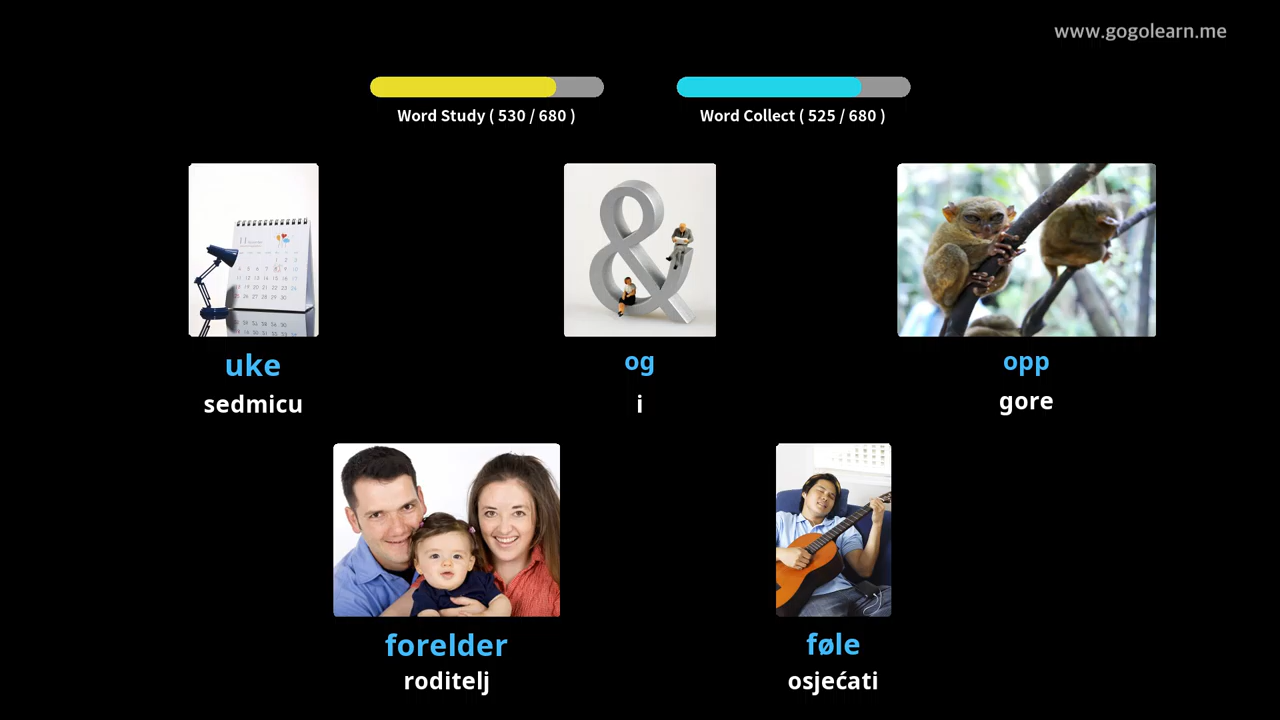 www.gogolearn.me
Word Study ( 530 / 680 )
Word Collect ( 525 / 680 )
uke
sedmicu
og
i
opp
gore
forelder
roditelj
føle
osjećati